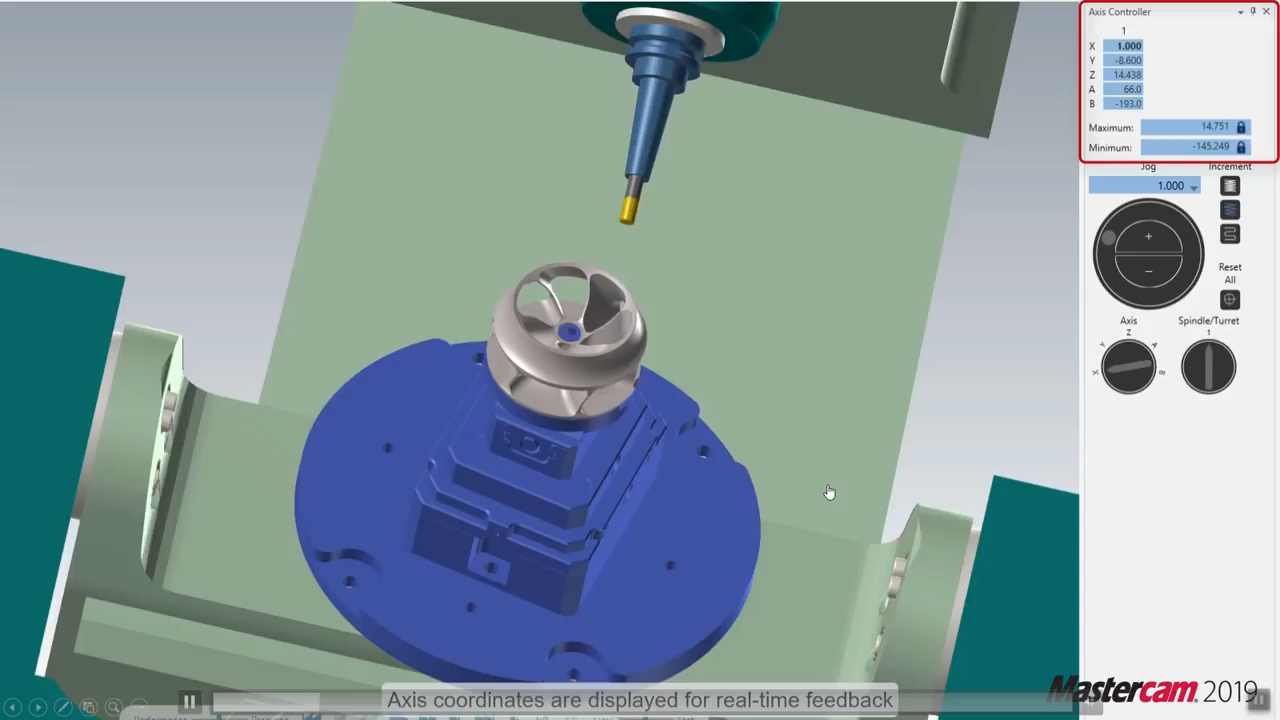 Axis Controller
1
X 1.000
Y -8.600
Z 14.438
A 66.0
B -193.0
Maximum: 14.751
Minimum: -145.249
Jog Increment
1.000
+
−
Reset
All
Axis Spindle/Turret
Z 1
Y A
X B
Axis coordinates are displayed for real-time feedback
Mastercam. 2019